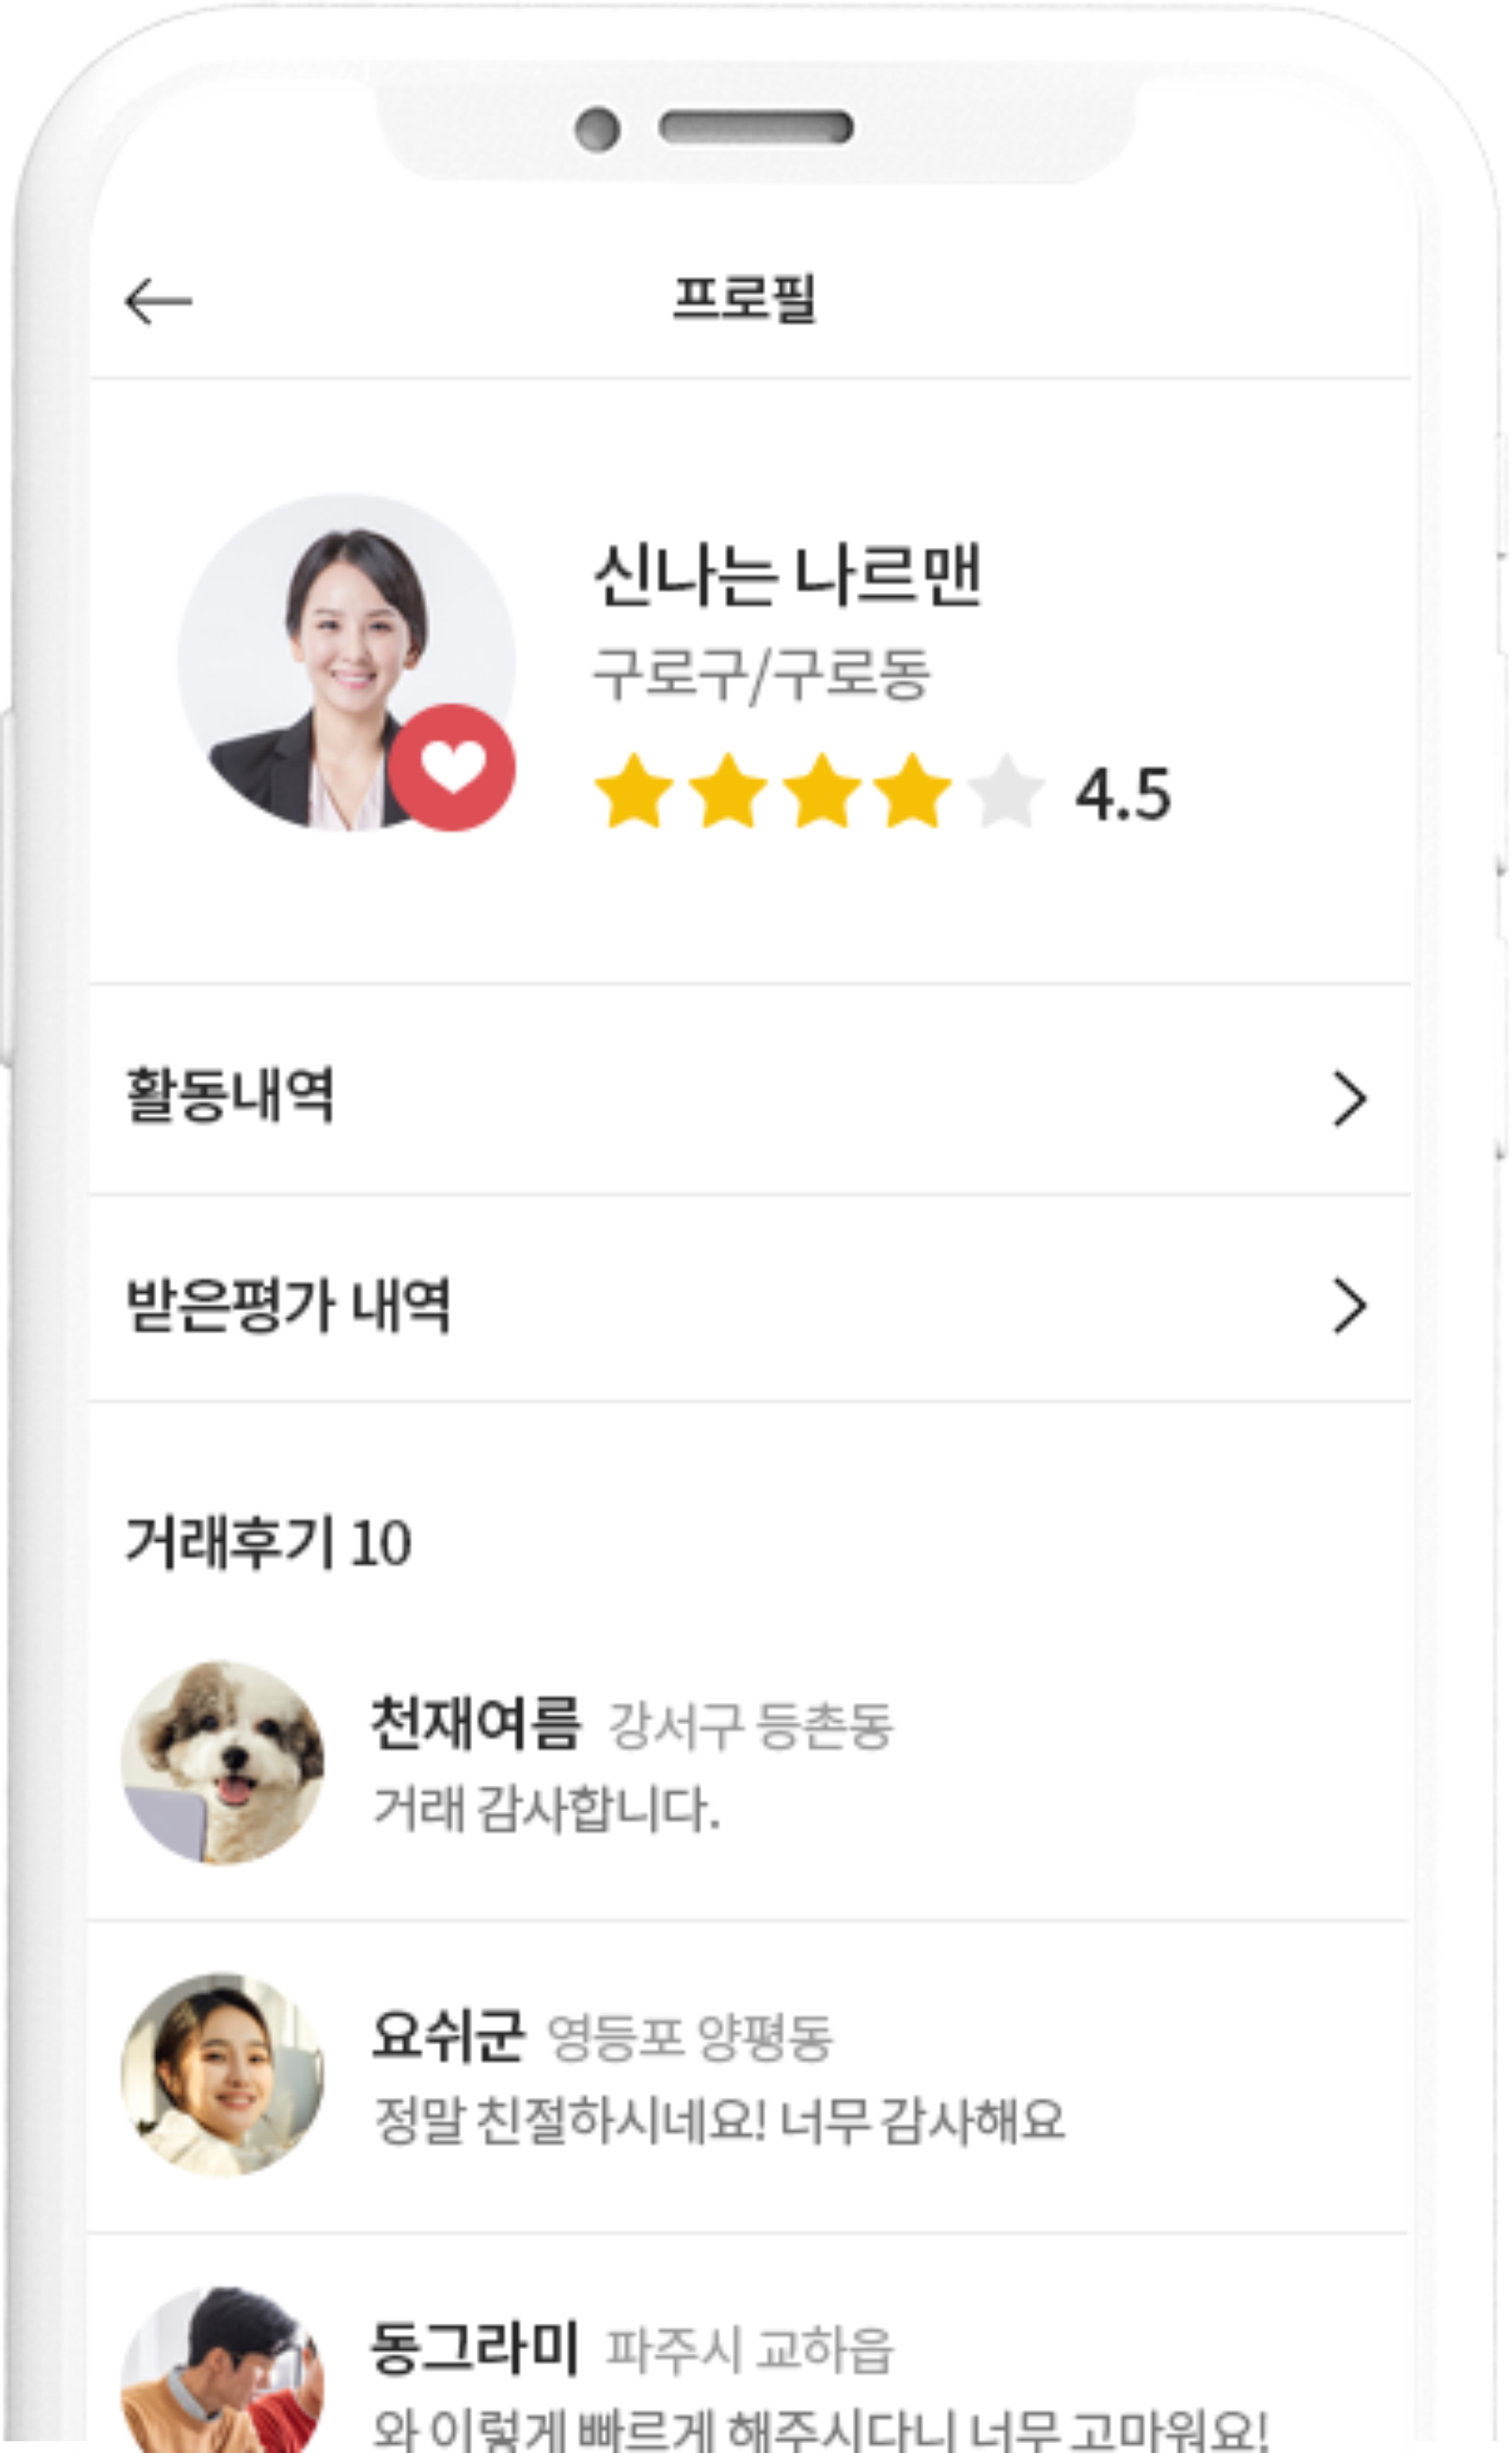 프로필
신나는 나르맨
구로구/구로동
4.5
활동내역
받은평가 내역
거래후기 10
천재여름 강서구 등촌동
거래 감사합니다.
요쉬군 영등포 양평동
정말 친절하시네요! 너무 감사해요
동그라미 파주시 교하읍
와 이렇게 빠르게 해주시다니 너무 고마워요!